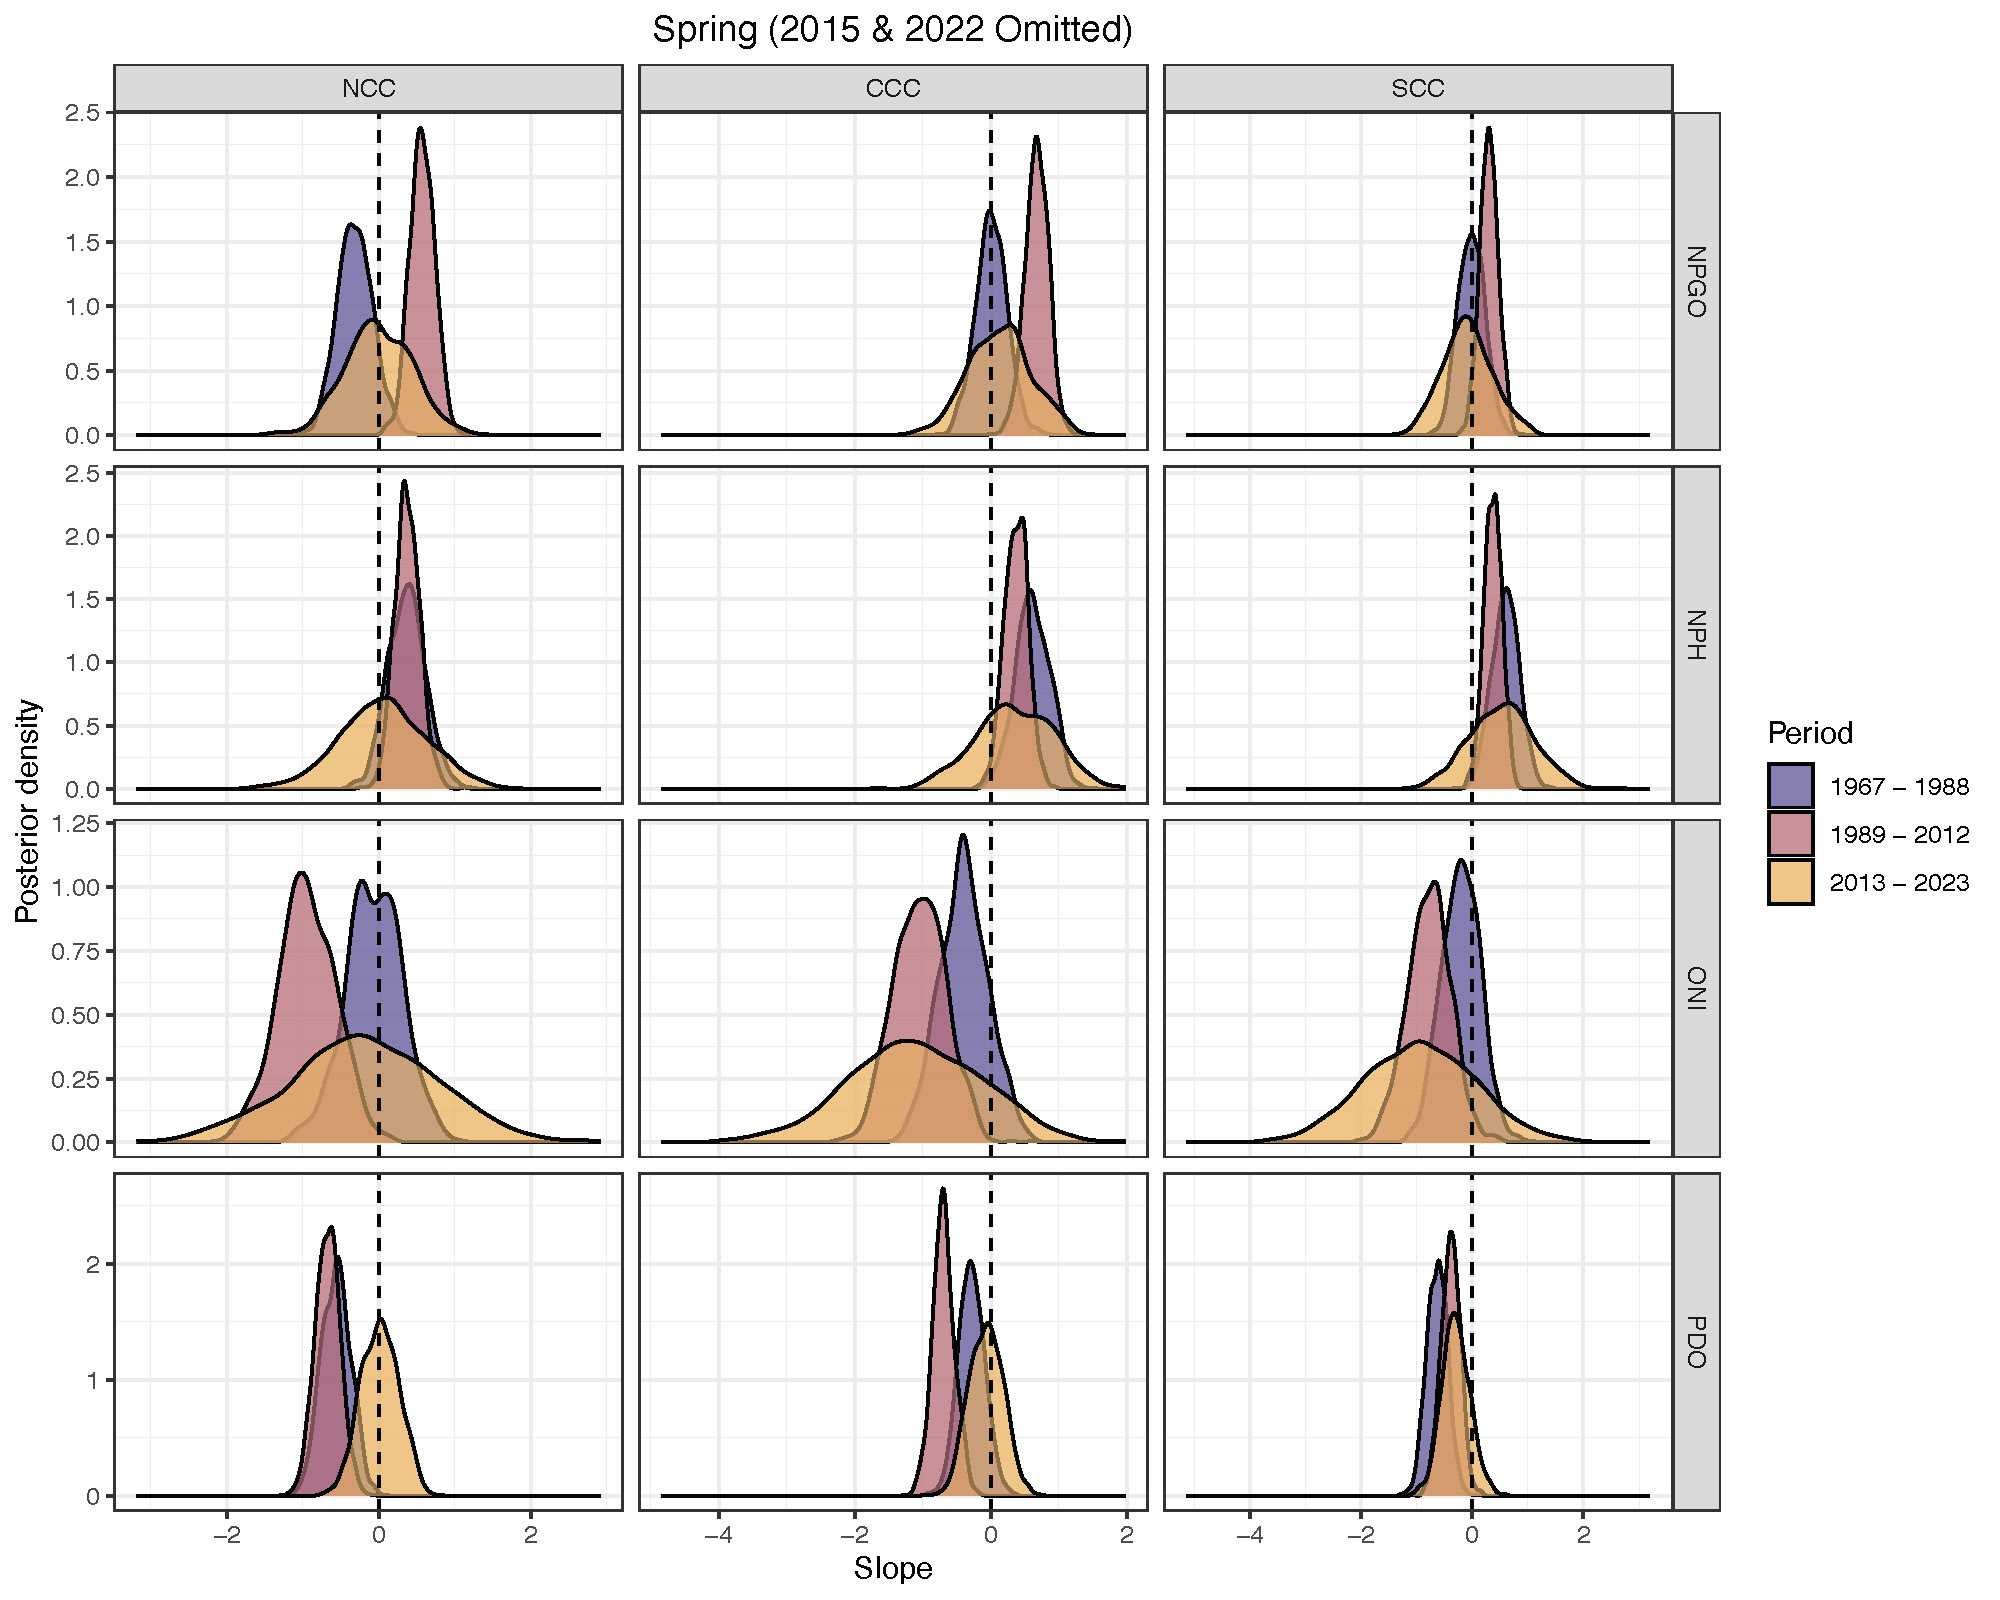 Spring (2015 & 2022 Omitted)
NCC
CCC
SCC
2.5
2.0
1.5
1.0
0.5
0.0
NPGO
2.5
2.0
1.5
1.0
0.5
0.0
NPH
1.25
1.00
0.75
0.50
0.25
0.00
ONI
2
1
0
PDO
−2 0 2
−4 −2 0 2
−4 −2 0 2
Slope
Posterior density
Period
1967 − 1988
1989 − 2012
2013 − 2023